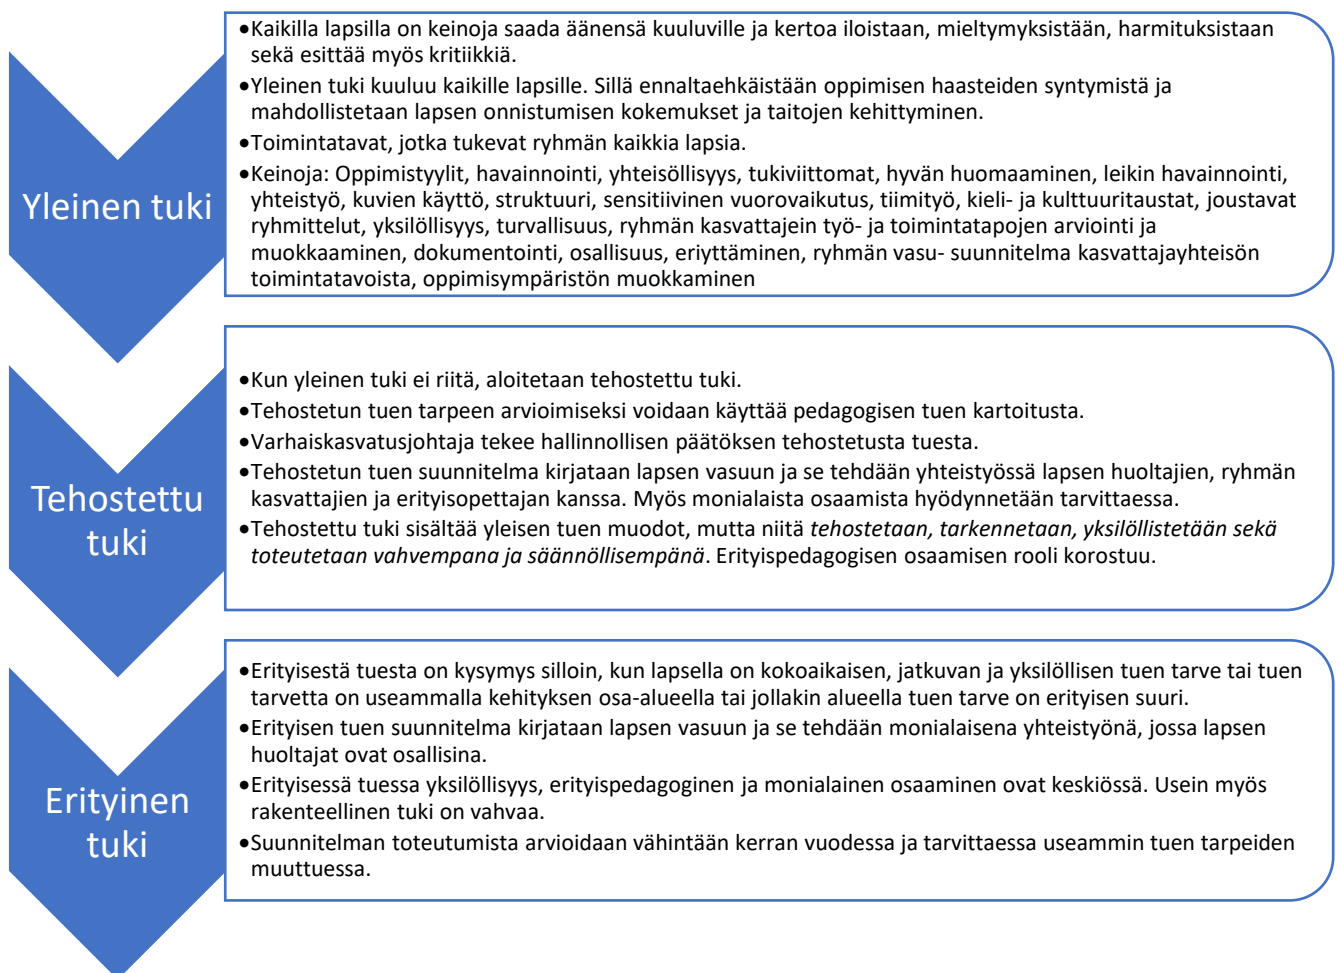 Yleinen tuki
•Kaikilla lapsilla on keinoja saada äänensä kuuluville ja kertoa iloistaan, mieltymyksistään, harmituksistaan
sekä esittää myös kritiikkiä.
•Yleinen tuki kuuluu kaikille lapsille. Sillä ennaltaehkäistään oppimisen haasteiden syntymistä ja
mahdollistetaan lapsen onnistumisen kokemukset ja taitojen kehittyminen.
•Toimintatavat, jotka tukevat ryhmän kaikkia lapsia.
•Keinoja: Oppimistyylit, havainnointi, yhteisöllisyys, tukiviittomat, hyvän huomaaminen, leikin havainnointi,
yhteistyö, kuvien käyttö, struktuuri, sensitiivinen vuorovaikutus, tiimityö, kieli- ja kulttuuritaustat, joustavat
ryhmittelut, yksilöllisyys, turvallisuus, ryhmän kasvattajein työ- ja toimintatapojen arviointi ja
muokkaaminen, dokumentointi, osallisuus, eriyttäminen, ryhmän vasu- suunnitelma kasvattajayhteisön
toimintatavoista, oppimisympäristön muokkaminen
Tehostettu
tuki
•Kun yleinen tuki ei riitä, aloitetaan tehostettu tuki.
•Tehostetun tuen tarpeen arvioimiseksi voidaan käyttää pedagogisen tuen kartoitusta.
•Varhaiskasvatusjohtaja tekee hallinnollisen päätöksen tehostetusta tuesta.
•Tehostetun tuen suunnitelma kirjataan lapsen vasuun ja se tehdään yhteistyössä lapsen huoltajien, ryhmän
kasvattajien ja erityisopettajan kanssa. Myös monialaista osaamista hyödynnetään tarvittaessa.
•Tehostettu tuki sisältää yleisen tuen muodot, mutta niitä tehostetaan, tarkennetaan, yksilöllistetään sekä
toteutetaan vahvempana ja säännöllisempänä. Erityispedagogisen osaamisen rooli korostuu.
Erityinen
tuki
•Erityisestä tuesta on kysymys silloin, kun lapsella on kokoaikaisen, jatkuvan ja yksilöllisen tuen tarve tai tuen
tarvetta on useammalla kehityksen osa-alueella tai jollakin alueella tuen tarve on erityisen suuri.
•Erityisen tuen suunnitelma kirjataan lapsen vasuun ja se tehdään monialaisena yhteistyönä, jossa lapsen
huoltajat ovat osallisina.
•Erityisessä tuessa yksilöllisyys, erityispedagoginen ja monialainen osaaminen ovat keskiössä. Usein myös
rakenteellinen tuki on vahvaa.
•Suunnitelman toteutumista arvioidaan vähintään kerran vuodessa ja tarvittaessa useammin tuen tarpeiden
muuttuessa.